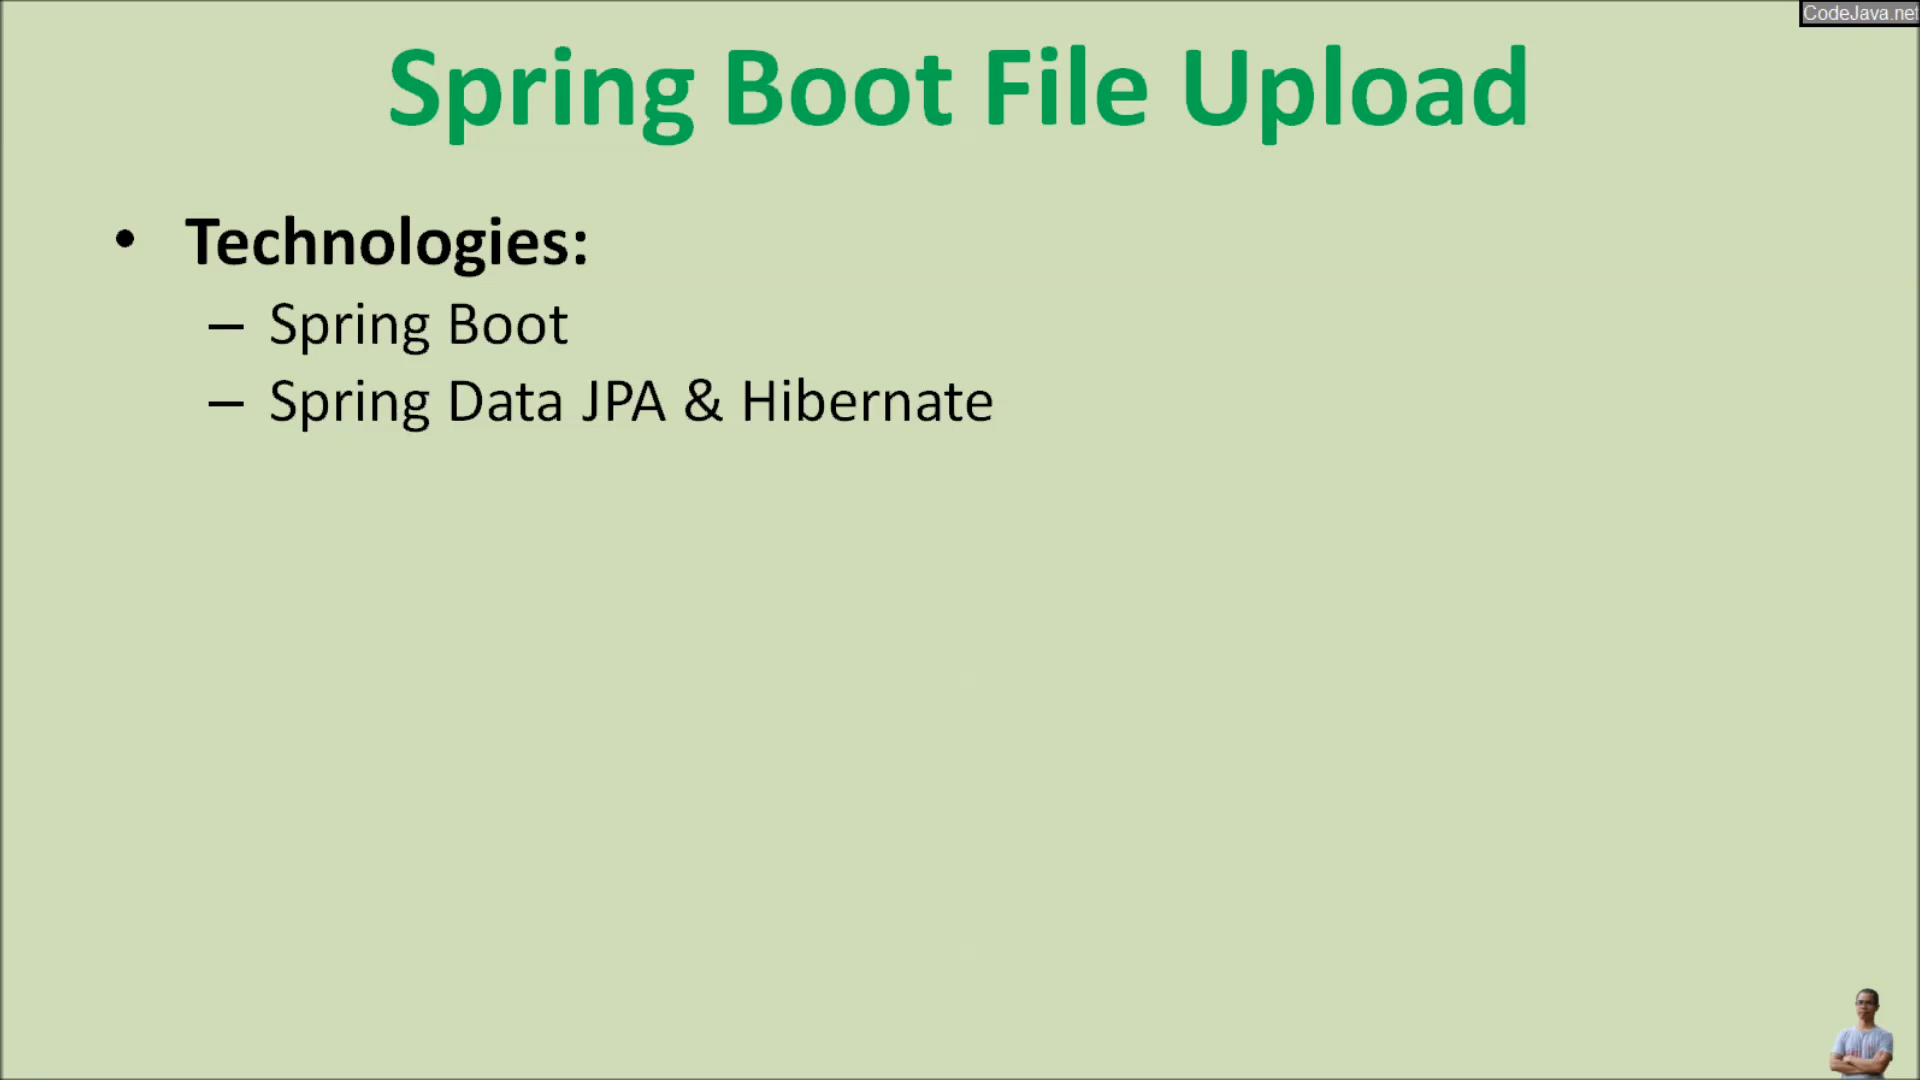 CodeJava.net
Spring Boot File Upload
• Technologies:
– Spring Boot
– Spring Data JPA & Hibernate